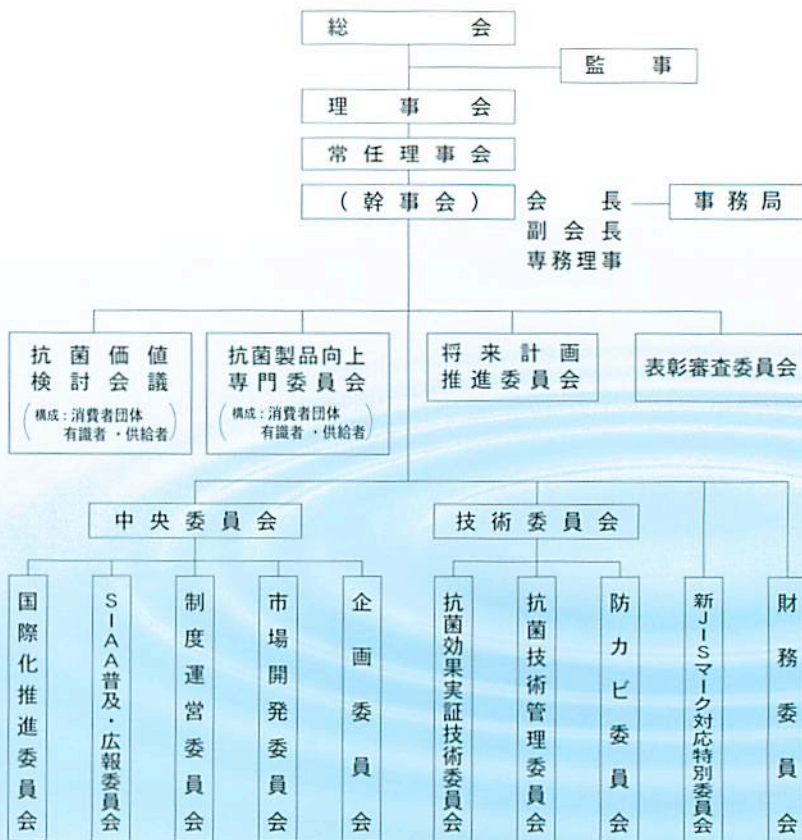 総会
監事
理事会
常任理事会
(幹事会)
会長
副会長
専務理事
事務局
抗菌価値
検討会議
(構成:消費者団体
有識者・供給者)
抗菌製品向上
専門委員会
(構成:消費者団体
有識者・供給者)
将来計画
推進委員会
表彰審査委員会
中央委員会
技術委員会
国際化推進委員会
SIAA普及・広報委員会
制度運営委員会
市場開発委員会
企画委員会
抗菌効果実証技術委員会
抗菌技術管理委員会
防カビ委員会
新JISマーク対応特別委員会
財務委員会